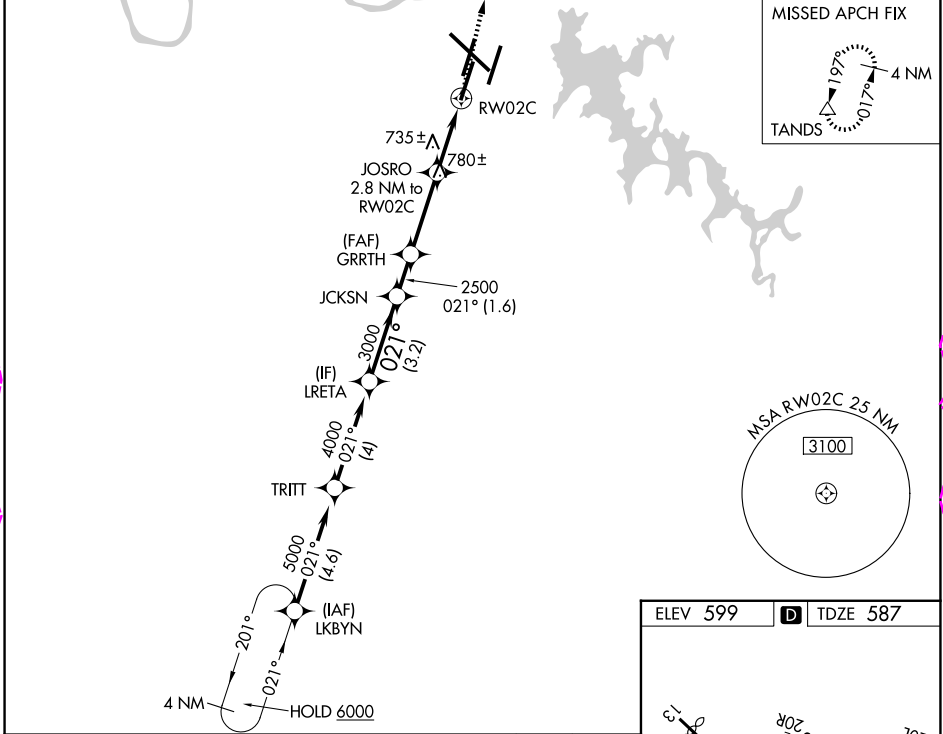 MISSED APCH FIX
197°
4 NM
017°
TANDS
RW02C
735±
780±
JOSRO
2.8 NM to
RW02C
(FAF)
GRRTH
JCKSN
2500
021° (1.6)
3000
021°
(3.2)
(IF)
LRETA
4000
021°
(4)
TRITT
5000
021°
(4.6)
(IAF)
LKBYN
201°
021°
4 NM
HOLD 6000
MSA RW02C 25 NM
3100
ELEV 599
D
TDZE 587
13
20R